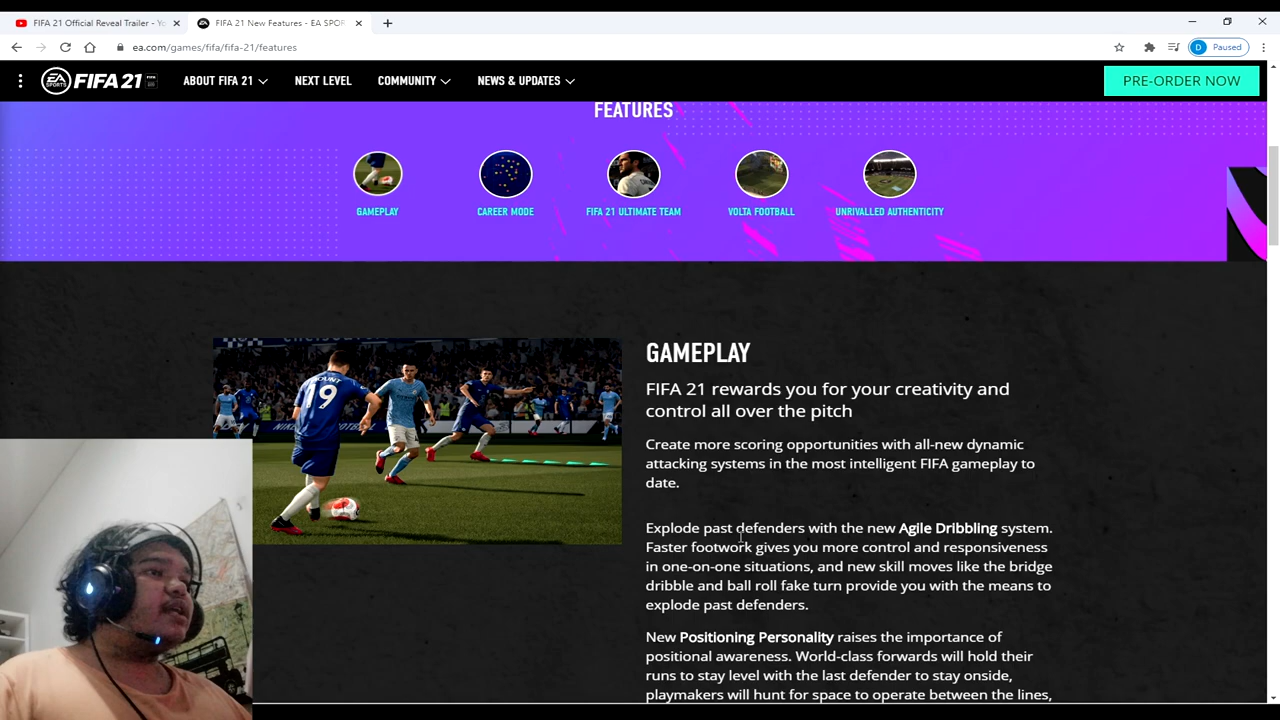 FIFA 21 Official Reveal Trailer - Yo
FIFA 21 New Features - EA SPOR
D Paused
ea.com/games/fifa/fifa-21/features
EA SPORTS FIFA 21
ABOUT FIFA 21
NEXT LEVEL
COMMUNITY
NEWS & UPDATES
PRE-ORDER NOW
FEATURES
GAMEPLAY
CAREER MODE
FIFA 21 ULTIMATE TEAM
VOLTA FOOTBALL
UNRIVALLED AUTHENTICITY
MOUNT
19
GAMEPLAY
FIFA 21 rewards you for your creativity and
control all over the pitch
Create more scoring opportunities with all-new dynamic
attacking systems in the most intelligent FIFA gameplay to
date.
Explode past defenders with the new Agile Dribbling system.
Faster footwork gives you more control and responsiveness
in one-on-one situations, and new skill moves like the bridge
dribble and ball roll fake turn provide you with the means to
explode past defenders.
New Positioning Personality raises the importance of
positional awareness. World-class forwards will hold their
runs to stay level with the last defender to stay onside,
playmakers will hunt for space to operate between the lines,